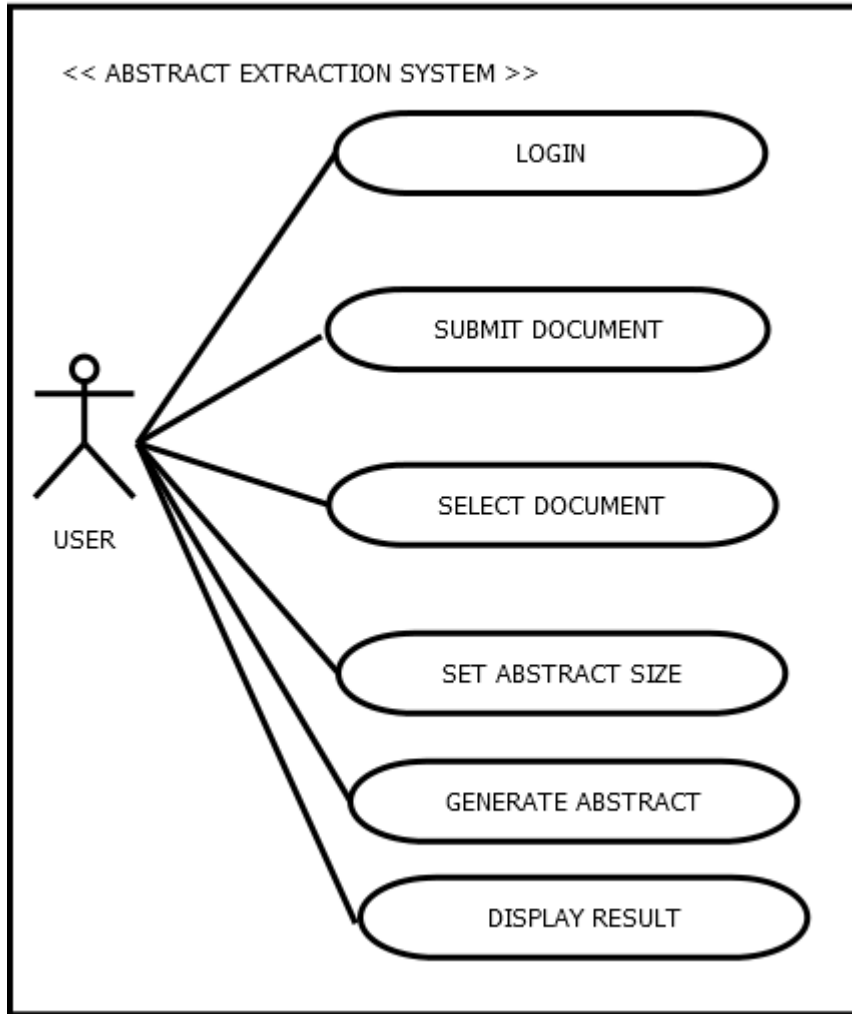 << ABSTRACT EXTRACTION SYSTEM >>
LOGIN
SUBMIT DOCUMENT
SELECT DOCUMENT
USER
SET ABSTRACT SIZE
GENERATE ABSTRACT
DISPLAY RESULT